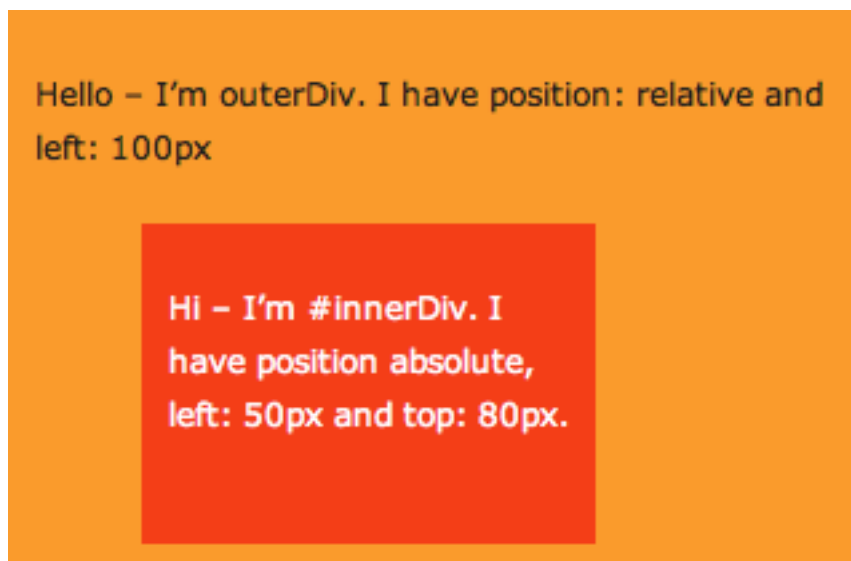 Hello – I’m outerDiv. I have position: relative and
left: 100px
Hi – I’m #innerDiv. I
have position absolute,
left: 50px and top: 80px.